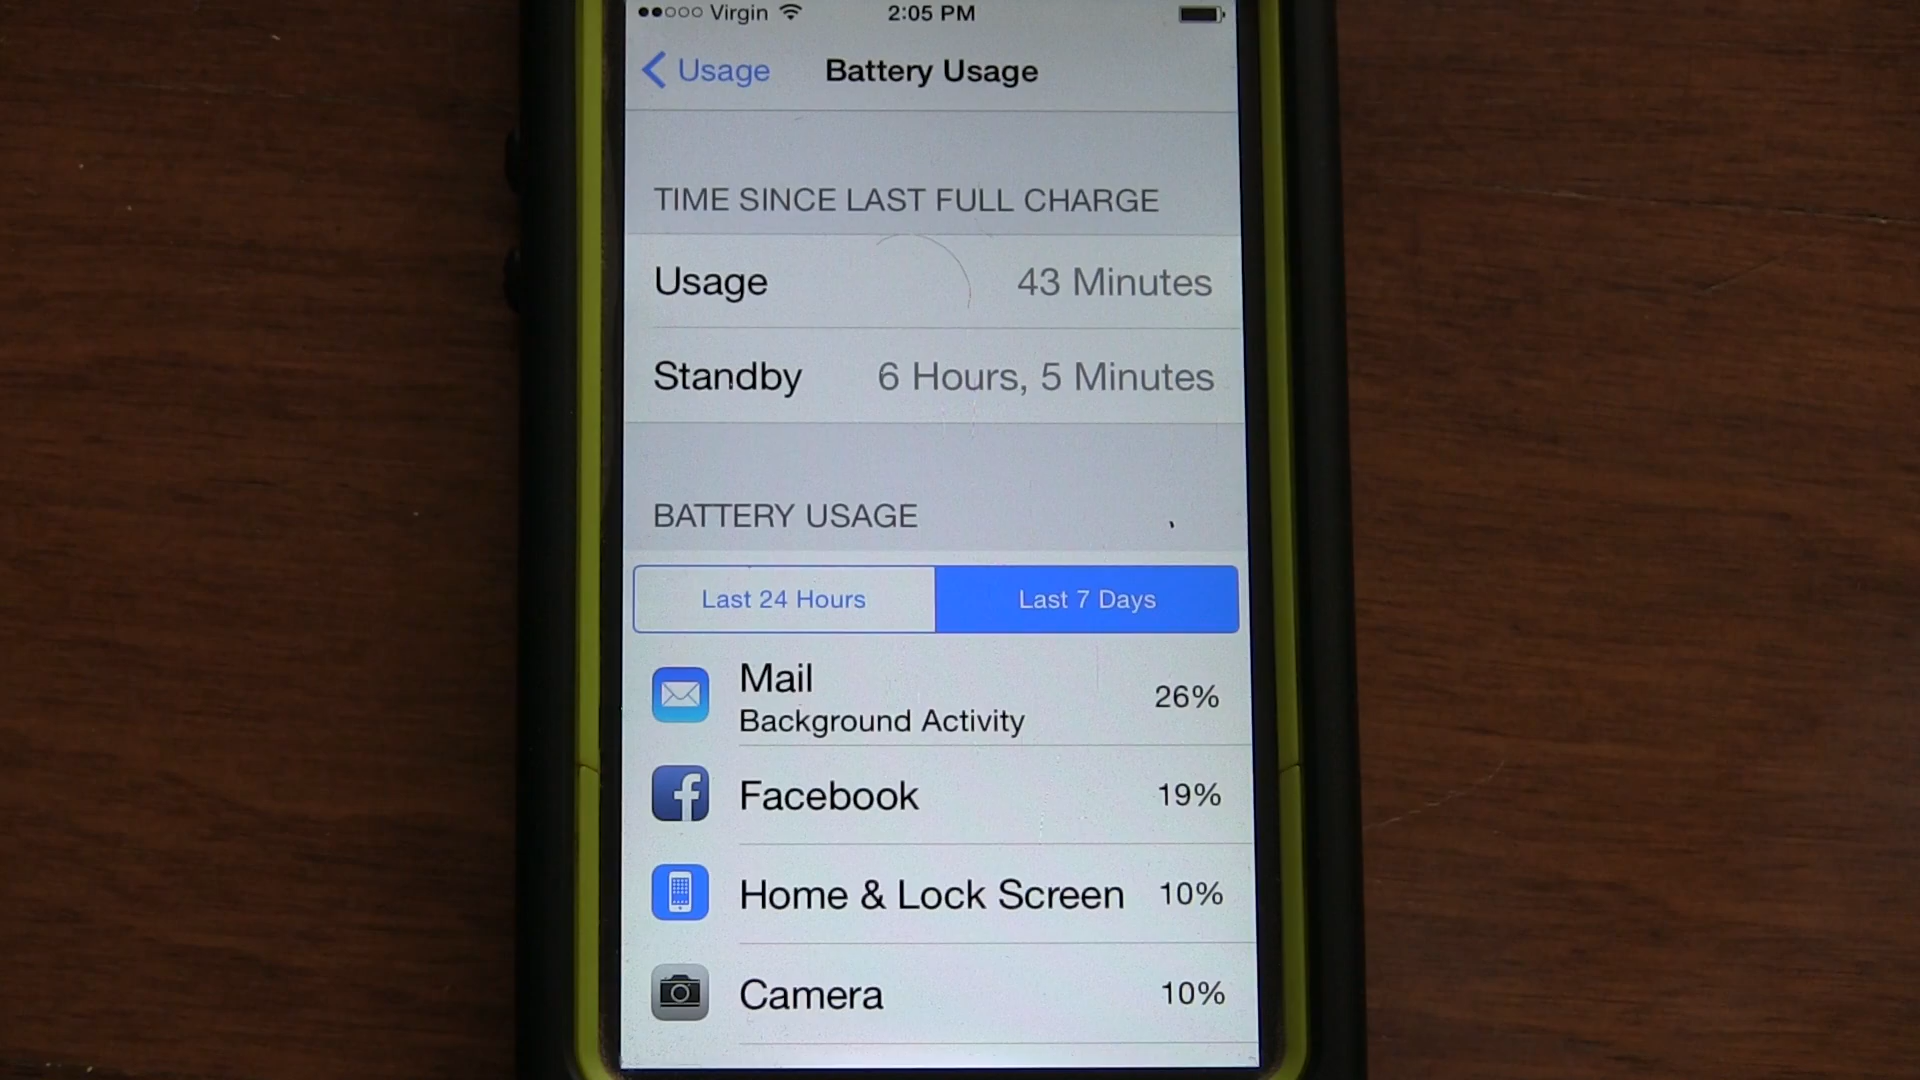 Virgin 2:05 PM
Usage Battery Usage
TIME SINCE LAST FULL CHARGE
Usage 43 Minutes
Standby 6 Hours, 5 Minutes
BATTERY USAGE
Last 24 Hours Last 7 Days
Mail 26%
Background Activity
Facebook 19%
Home & Lock Screen 10%
Camera 10%